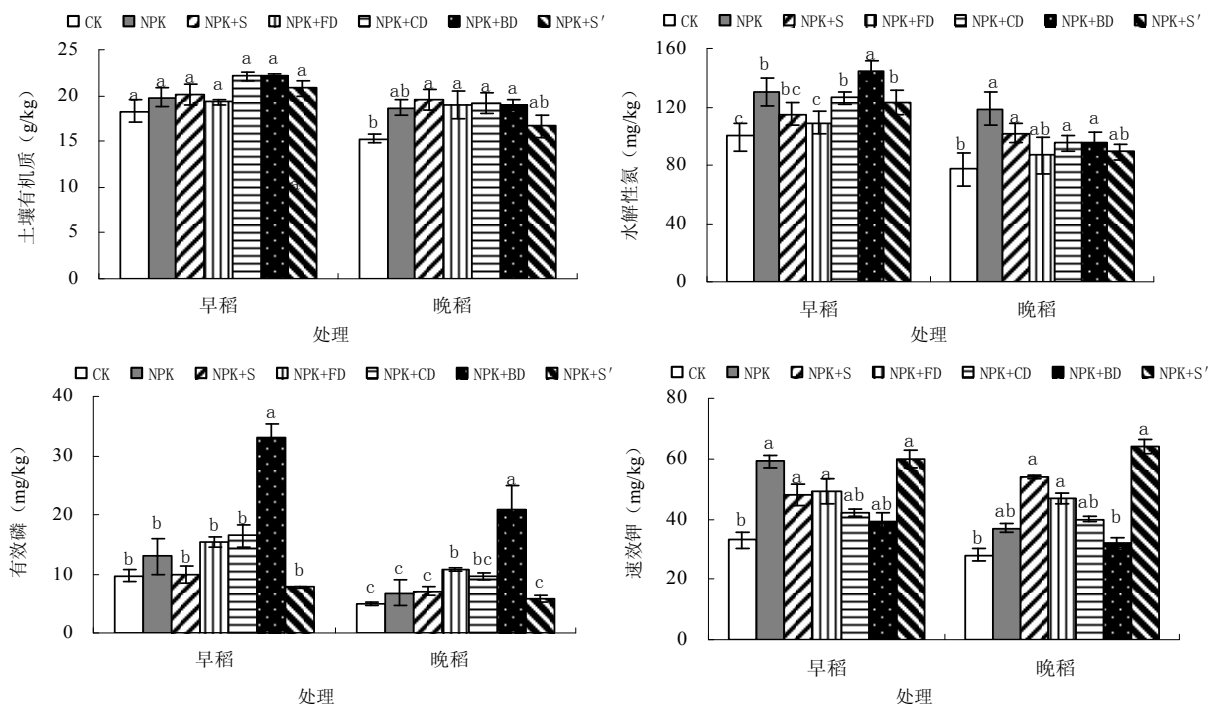 CK NPK NPK+S NPK+FD NPK+CD NPK+BD NPK+S′
土壤有机质（g/kg）
25
20
15
10
5
0
a a a a a a a
a
b ab a a a a ab
早稻 晚稻
处理
CK NPK NPK+S NPK+FD NPK+CD NPK+BD NPK+S′
水解性氮（mg/kg）
160
120
80
40
0
c b bc c b a b
b a a ab a a ab
早稻 晚稻
处理
CK NPK NPK+S NPK+FD NPK+CD NPK+BD NPK+S′
有效磷（mg/kg）
40
30
20
10
0
b b b b b a b
c c c b bc a c
早稻 晚稻
处理
CK NPK NPK+S NPK+FD NPK+CD NPK+BD NPK+S′
速效钾（mg/kg）
80
60
40
20
0
b a a a ab ab a
b ab a a ab b a
早稻 晚稻
处理